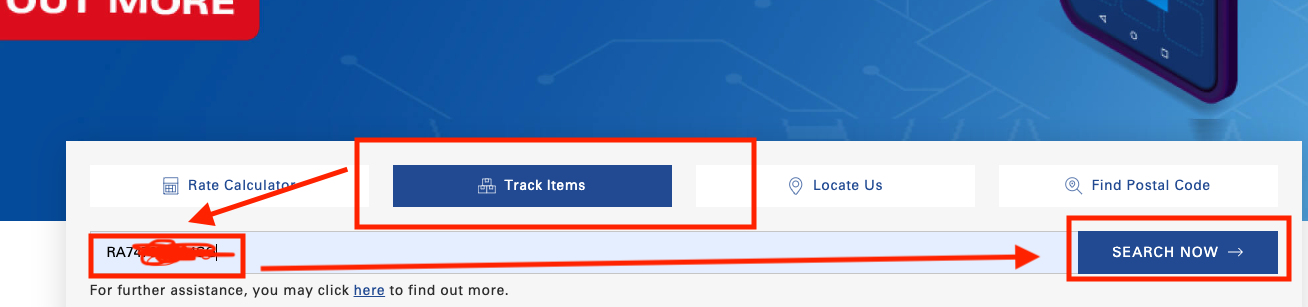 OUT MORE
Rate Calculator
Track Items
Locate Us
Find Postal Code
RA74
SEARCH NOW →
For further assistance, you may click here to find out more.